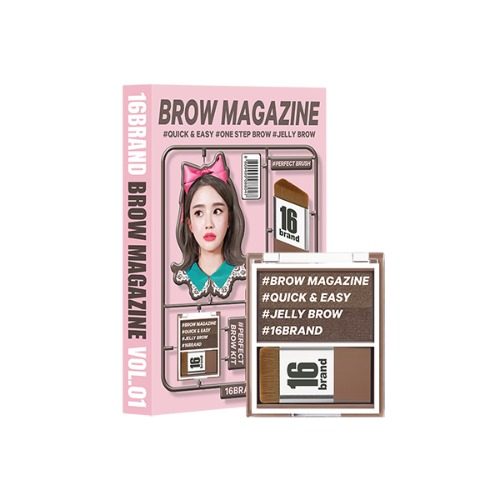 16BRAND BROW MAGAZINE VOL.01
BROW MAGAZINE
#QUICK & EASY #ONE STEP BROW #JELLY BROW
#PERFECT BRUSH
16
brand
#BROW MAGAZINE
#QUICK & EASY
#JELLY BROW
#16BRAND
16
#PERFECT
BROW KIT
16BRA
#BROW MAGAZINE
#QUICK & EASY
#JELLY BROW
#16BRAND
16
brand